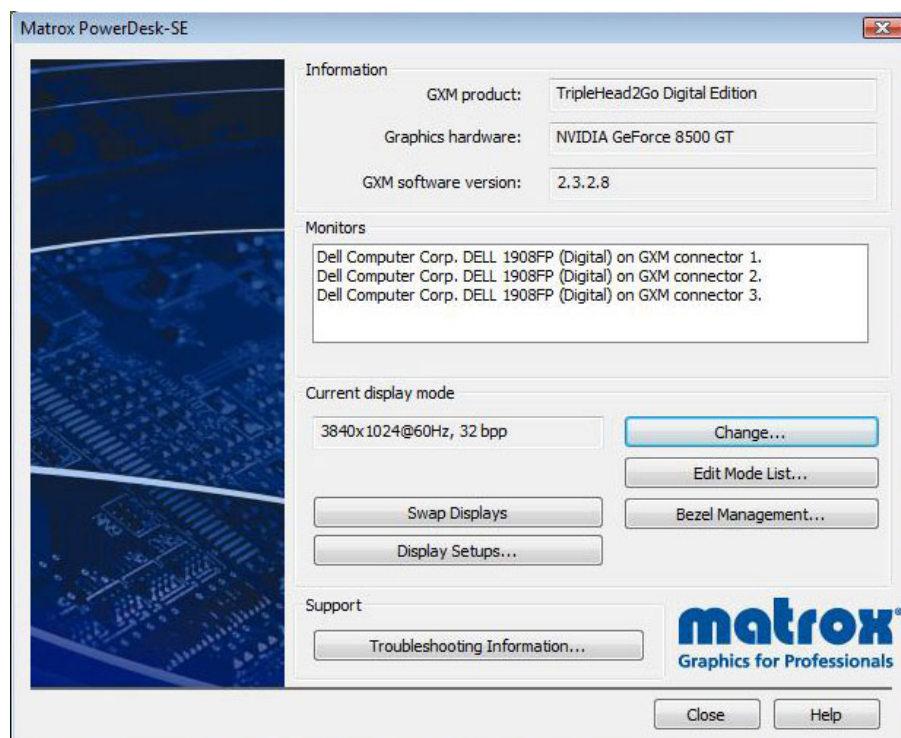 Matrox PowerDesk-SE
Information
GXM product: TripleHead2Go Digital Edition
Graphics hardware: NVIDIA GeForce 8500 GT
GXM software version: 2.3.2.8
Monitors
Dell Computer Corp. DELL 1908FP (Digital) on GXM connector 1.
Dell Computer Corp. DELL 1908FP (Digital) on GXM connector 2.
Dell Computer Corp. DELL 1908FP (Digital) on GXM connector 3.
Current display mode
3840x1024@60Hz, 32 bpp
Change...
Edit Mode List...
Swap Displays
Bezel Management...
Display Setups...
Support
Troubleshooting Information...
matrox®
Graphics for Professionals
Close
Help